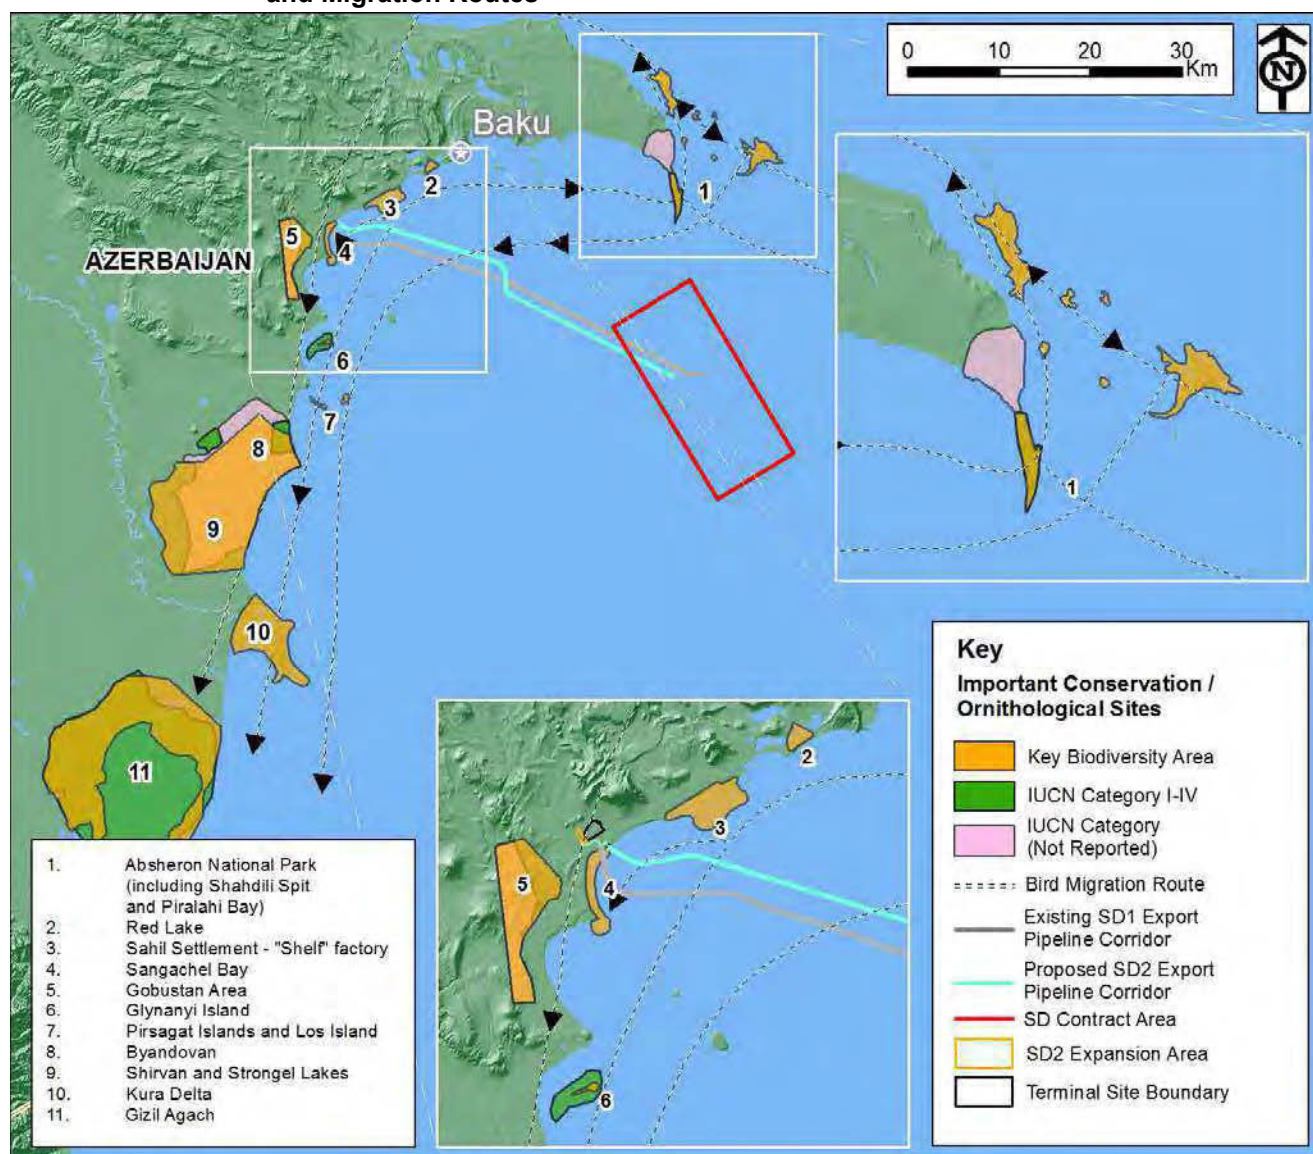 and Migration Routes
0 10 20 30
Km
N
Baku
AZERBAIJAN
1
2
3
4
5
6
7
8
9
10
11
1
2
3
4
5
6
Key
Important Conservation /
Ornithological Sites
Key Biodiversity Area
IUCN Category I-IV
IUCN Category
(Not Reported)
Bird Migration Route
Existing SD1 Export
Pipeline Corridor
Proposed SD2 Export
Pipeline Corridor
SD Contract Area
SD2 Expansion Area
Terminal Site Boundary
1. Absheron National Park
(including Shahdili Spit
and Piralahi Bay)
2. Red Lake
3. Sahil Settlement - "Shelf" factory
4. Sangachel Bay
5. Gobustan Area
6. Glynanyi Island
7. Pirsagat Islands and Los Island
8. Byandovan
9. Shirvan and Strongel Lakes
10. Kura Delta
11. Gizil Agach